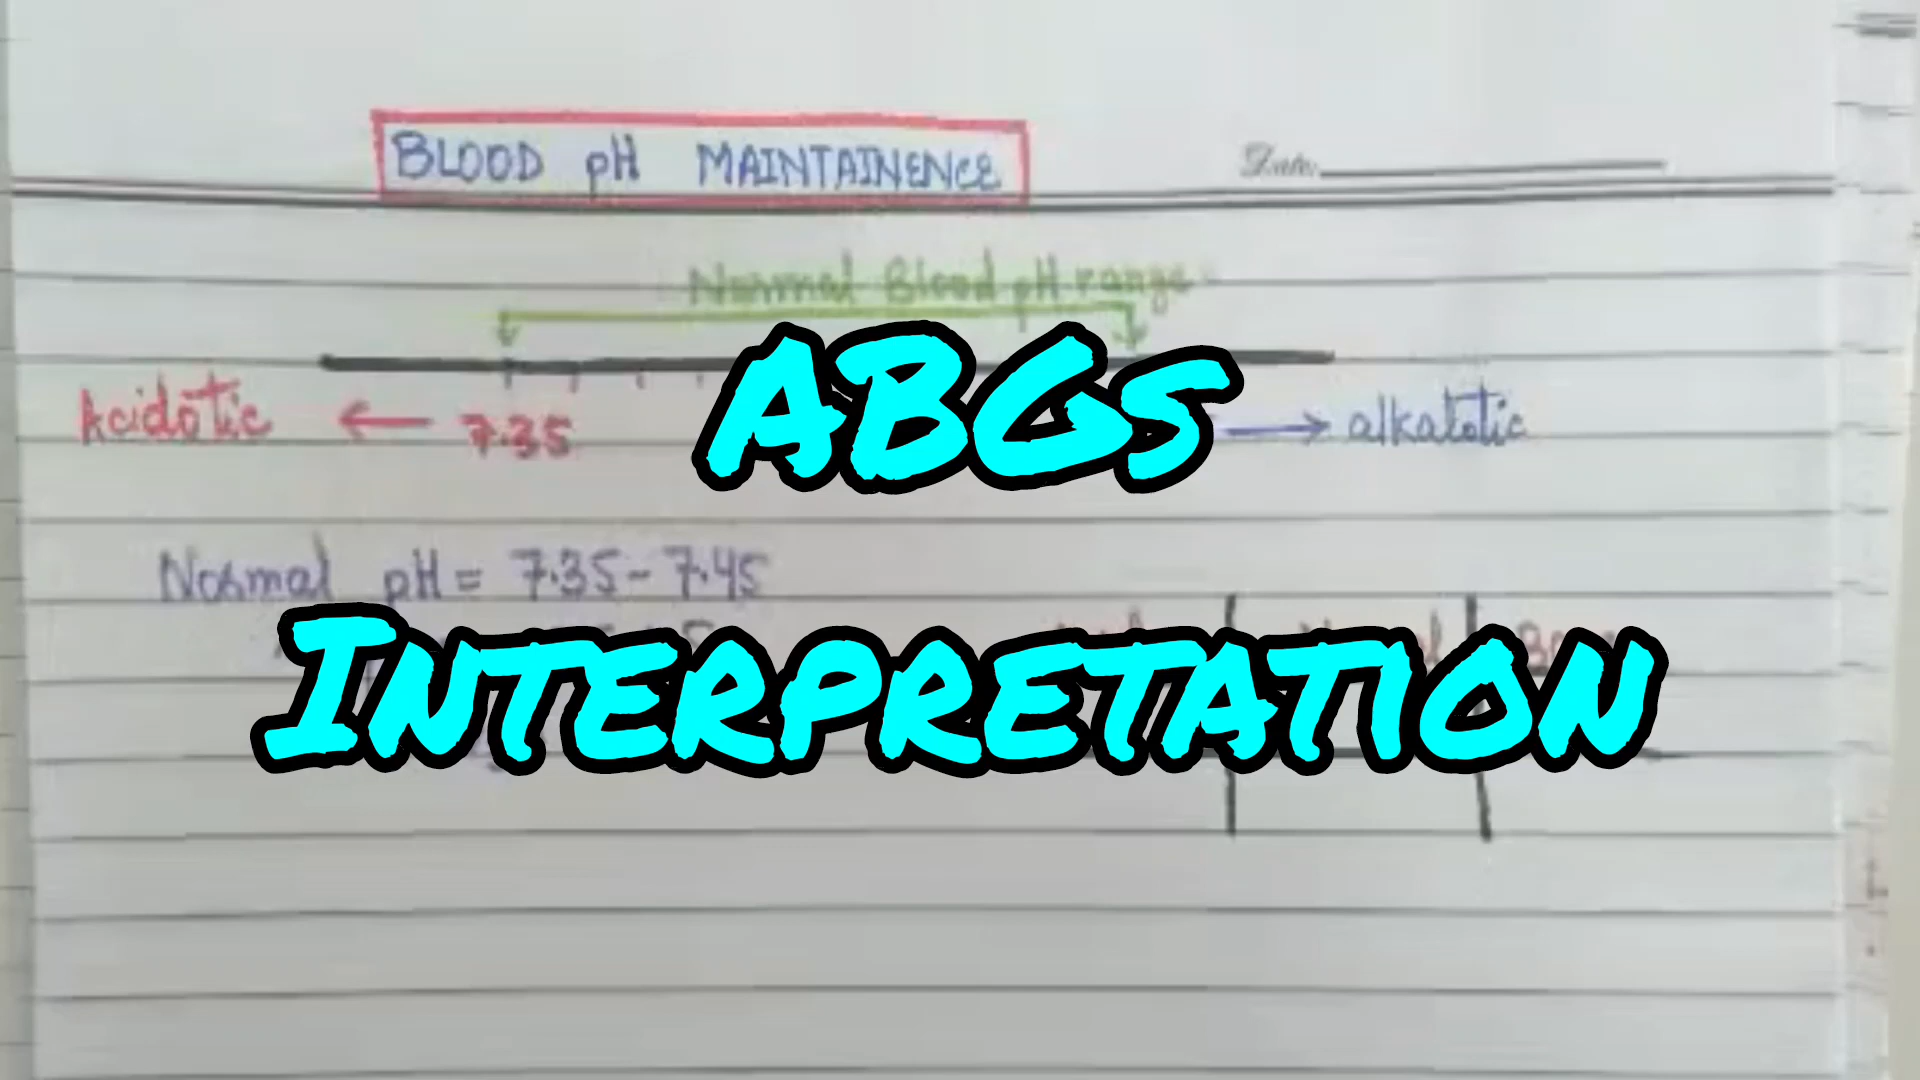 BLOOD pH MAINTAINENCE
Date:
Normal Blood pH range
ABGs
Acidotic ← 7.35
→ alkalotic
Normal pH = 7.35 - 7.45
INTERPRETATION